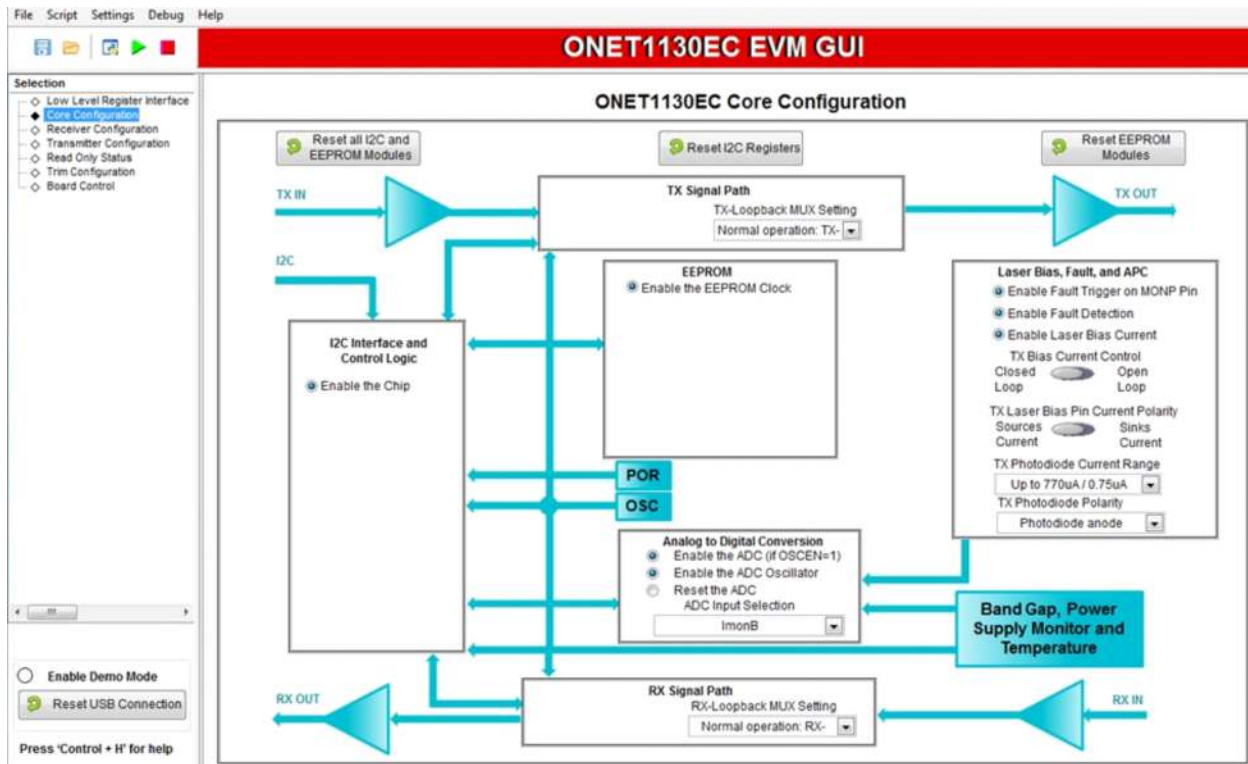 File Script Settings Debug Help
ONET1130EC EVM GUI
Selection
Low Level Register Interface
Core Configuration
Receiver Configuration
Transmitter Configuration
Read Only Status
Trim Configuration
Board Control
Enable Demo Mode
Reset USB Connection
Press 'Control + H' for help
ONET1130EC Core Configuration
Reset all I2C and
EEPROM Modules
Reset I2C Registers
Reset EEPROM
Modules
TX IN
TX Signal Path
TX-Loopback MUX Setting
Normal operation: TX-
TX OUT
I2C
I2C Interface and
Control Logic
Enable the Chip
EEPROM
Enable the EEPROM Clock
Laser Bias, Fault, and APC
Enable Fault Trigger on MONP Pin
Enable Fault Detection
Enable Laser Bias Current
TX Bias Current Control
Closed Open
Loop Loop
TX Laser Bias Pin Current Polarity
Sources Sinks
Current Current
TX Photodiode Current Range
Up to 770uA / 0.75uA
TX Photodiode Polarity
Photodiode anode
POR
OSC
Analog to Digital Conversion
Enable the ADC (if OSCEN=1)
Enable the ADC Oscillator
Reset the ADC
ADC Input Selection
ImonB
Band Gap, Power
Supply Monitor and
Temperature
RX OUT
RX Signal Path
RX-Loopback MUX Setting
Normal operation: RX-
RX IN